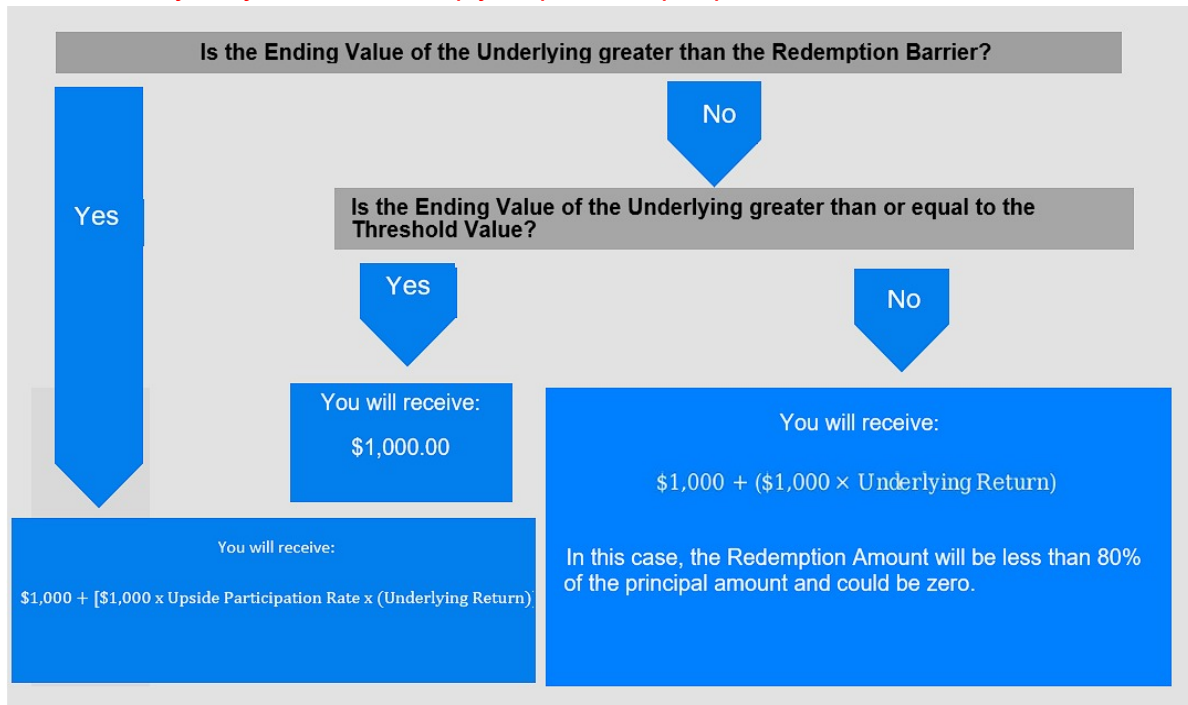 Is the Ending Value of the Underlying greater than the Redemption Barrier?
No
Yes
Is the Ending Value of the Underlying greater than or equal to the
Threshold Value?
Yes
No
You will receive:
$1,000.00
You will receive:
$1,000 + ($1,000 × Underlying Return)
In this case, the Redemption Amount will be less than 80%
of the principal amount and could be zero.
You will receive:
$1,000 + [$1,000 x Upside Participation Rate x (Underlying Return)]